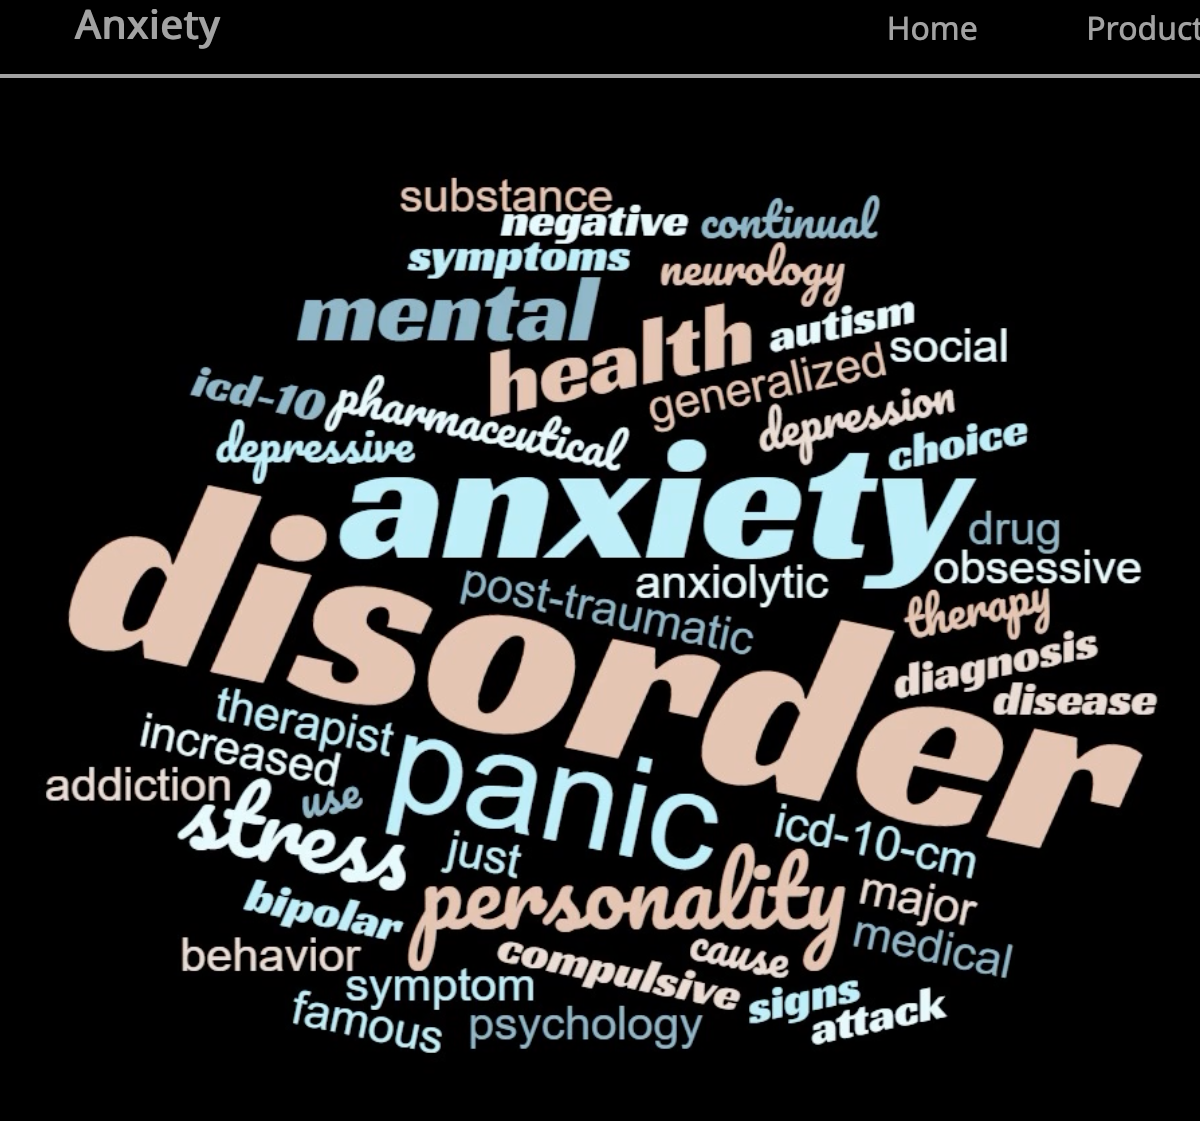 Anxiety
Home
Product
substance
negative
continual
symptoms
neurology
mental
health
autism
social
generalized
icd-10
pharmaceutical
depression
choice
depressive
anxiety
drug
obsessive
anxiolytic
post-traumatic
therapy
disorder
diagnosis
disease
therapist
increased
panic
addiction
use
stress
just
icd-10-cm
personality
major
medical
bipolar
behavior
cause
compulsive
symptom
signs
attack
famous
psychology